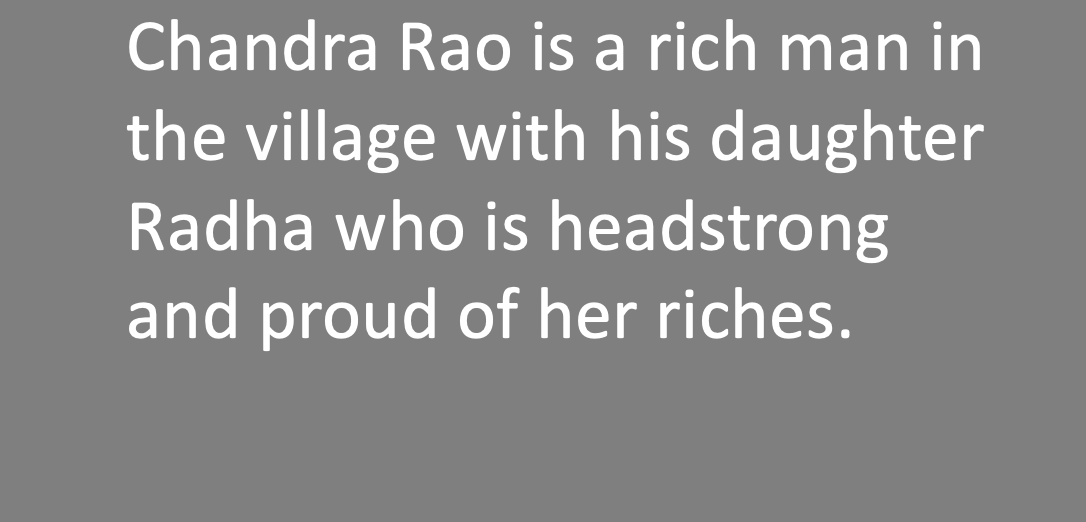 Chandra Rao is a rich man in
the village with his daughter
Radha who is headstrong
and proud of her riches.